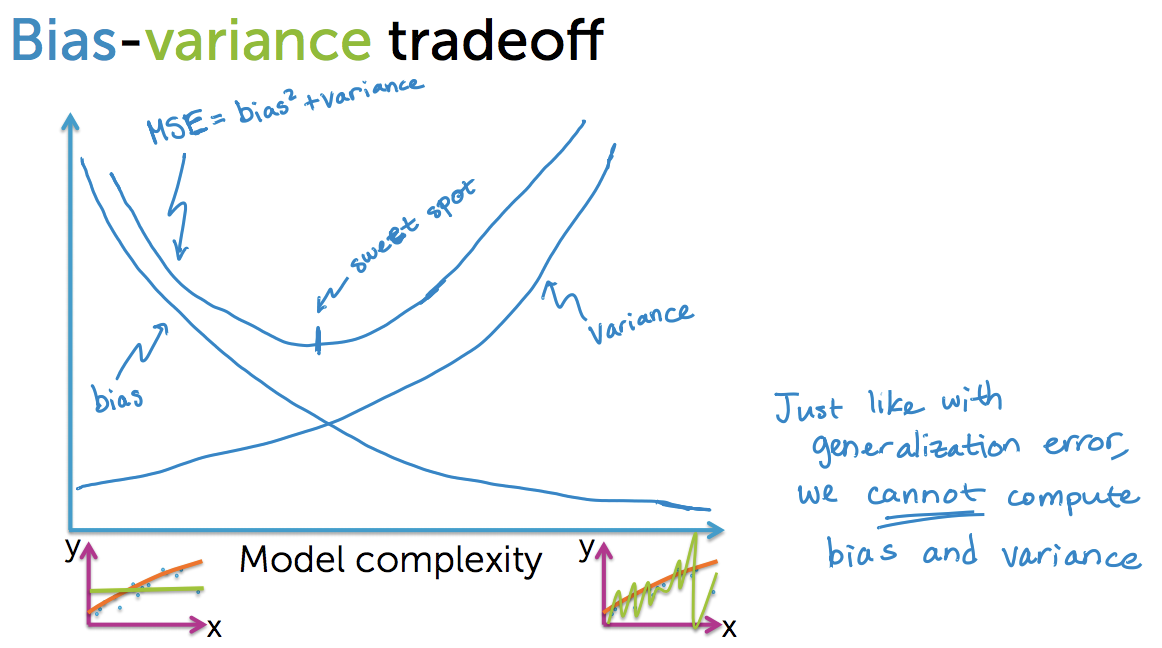 Bias-variance tradeoff
MSE = bias² + variance
sweet spot
variance
bias
Just like with
generalization error,
we cannot compute
bias and variance
y
Model complexity
y
x
x